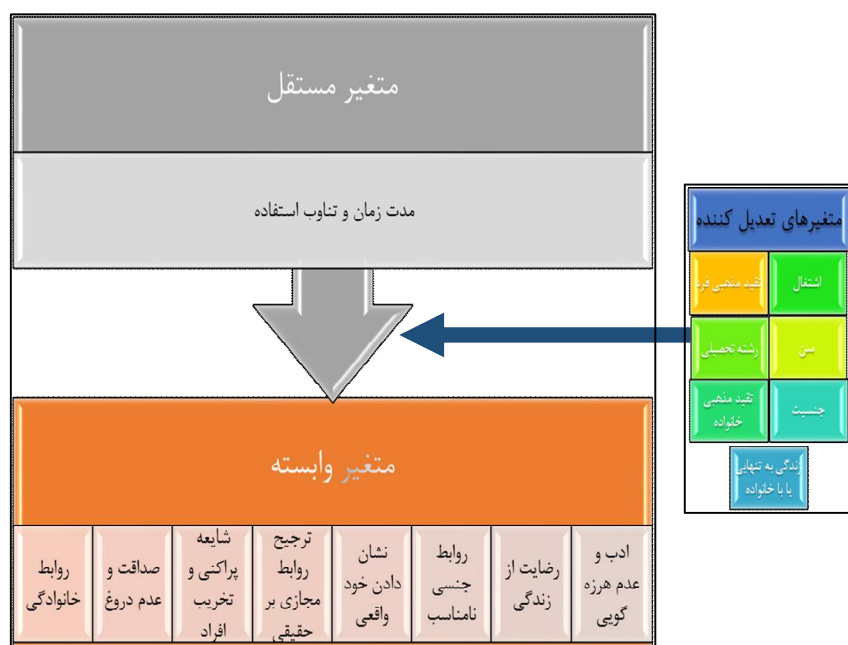 متغیر مستقل
مدت زمان و تناوب استفاده
متغیرهای تعدیل کننده
اشتغال
تقید مذهبی فرد
سن
رشته تحصیلی
جنسیت
تقید مذهبی
خانواده
زندگی به تنهایی
یا با خانواده
متغیر وابسته
ادب و
عدم هرزه
گویی
رضایت از
زندگی
روابط
جنسی
نامناسب
نشان
دادن خود
واقعی
ترجیح
روابط
مجازی بر
حقیقی
شایعه
پراکنی و
تخریب
افراد
صداقت و
عدم دروغ
روابط
خانوادگی